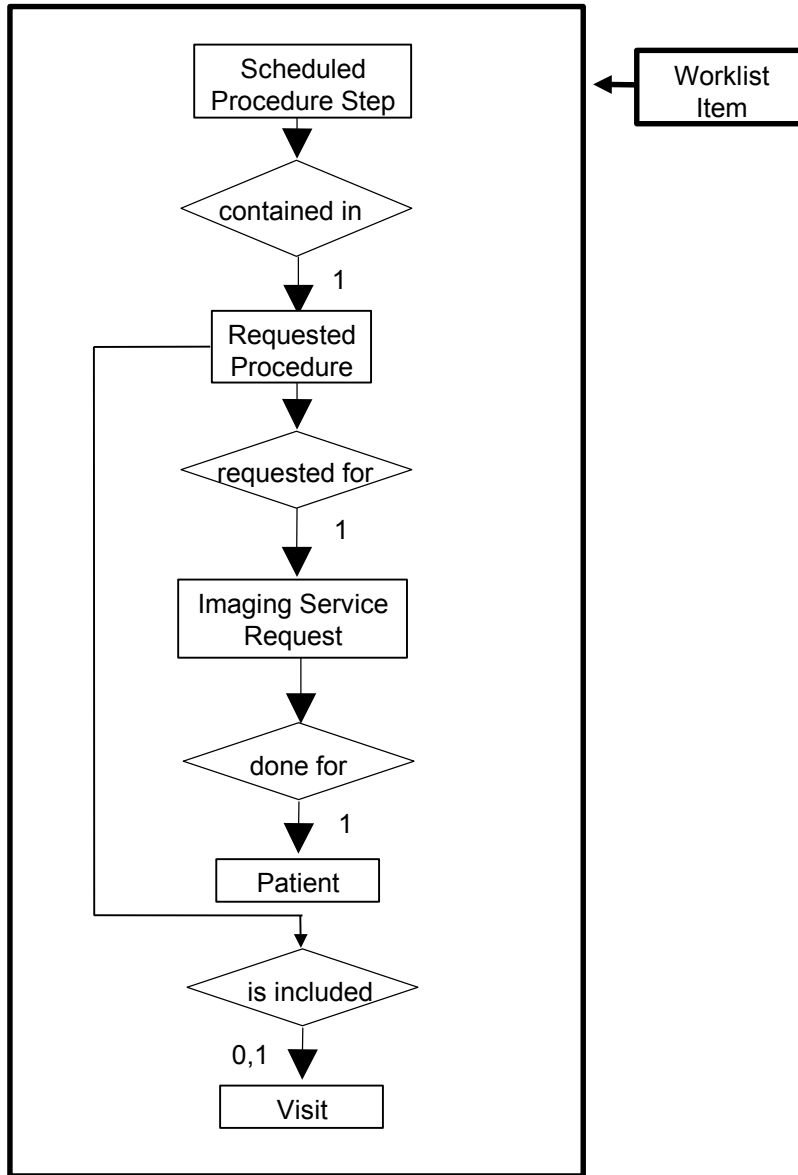 Scheduled
Procedure Step
Worklist
Item
contained in
1
Requested
Procedure
requested for
1
Imaging Service
Request
done for
1
Patient
is included
0,1
Visit